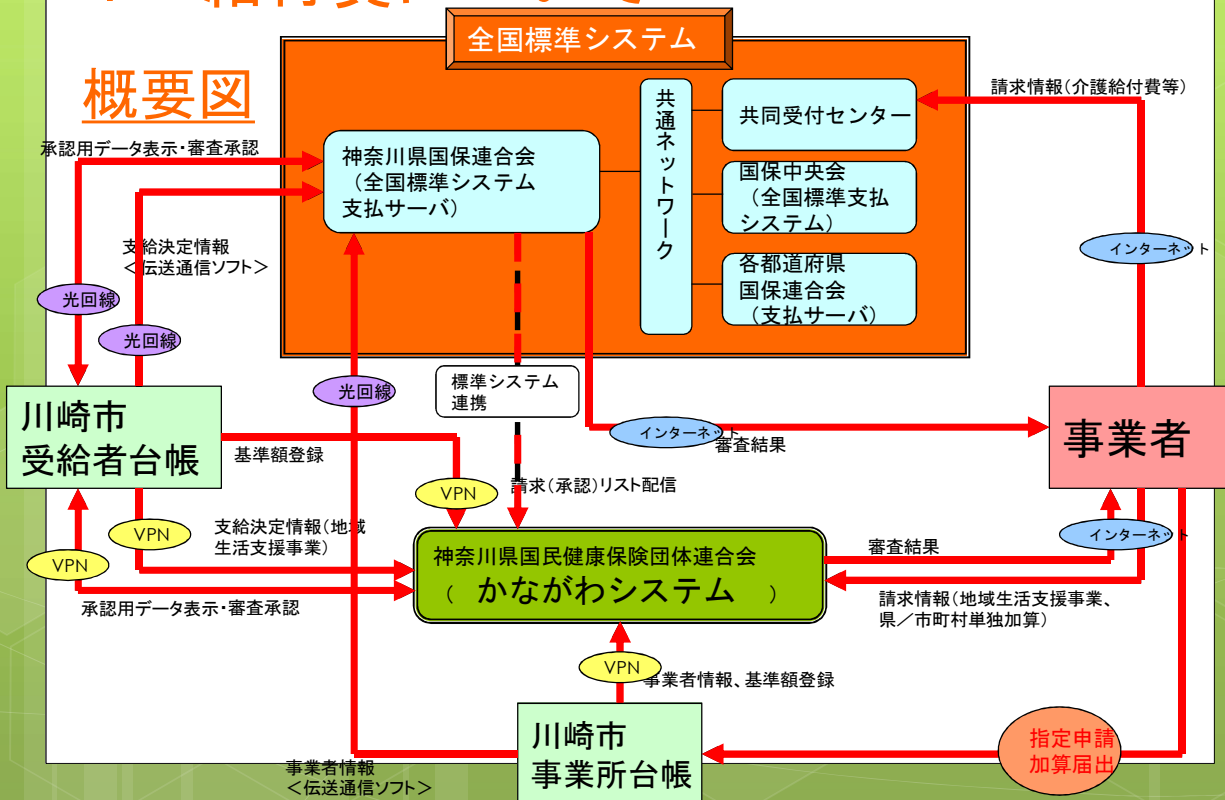 給付費について
概要図
全国標準システム
神奈川県国保連合会
（全国標準システム
支払サーバ）
共通ネットワーク
共同受付センター
国保中央会
（全国標準支払
システム）
各都道府県
国保連合会
（支払サーバ）
請求情報（介護給付費等）
インターネット
承認用データ表示・審査承認
支給決定情報
＜伝送通信ソフト＞
光回線
光回線
光回線
標準システム
連携
インターネット
審査結果
川崎市
受給者台帳
事業者
基準額登録
VPN
請求（承認）リスト配信
VPN
支給決定情報（地域
生活支援事業）
VPN
承認用データ表示・審査承認
神奈川県国民健康保険団体連合会
（ かながわシステム ）
審査結果
インターネット
請求情報（地域生活支援事業、
県／市町村単独加算）
VPN
事業者情報、基準額登録
川崎市
事業所台帳
事業者情報
＜伝送通信ソフト＞
指定申請
加算届出